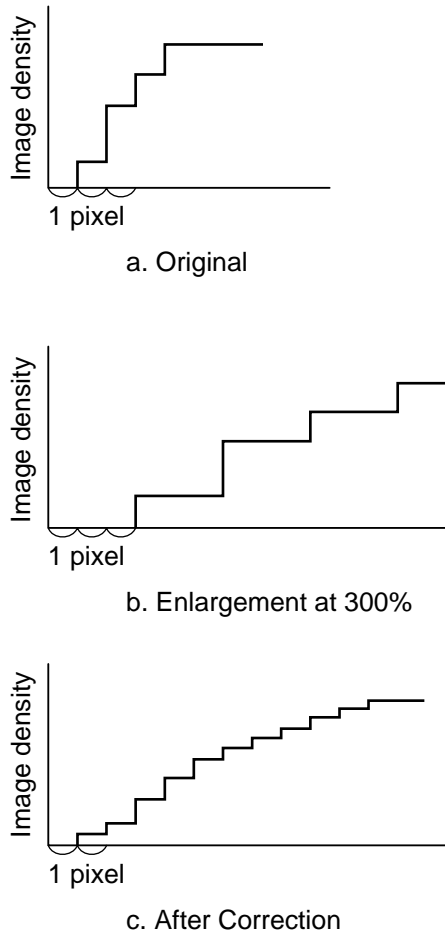 Image density
1 pixel
a. Original
Image density
1 pixel
b. Enlargement at 300%
Image density
1 pixel
c. After Correction